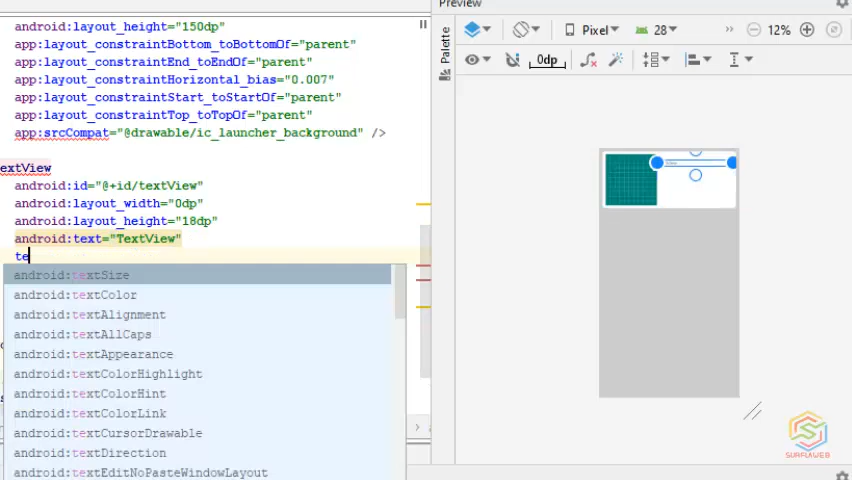 Preview
android:layout_height="150dp"
app:layout_constraintBottom_toBottomOf="parent"
app:layout_constraintEnd_toEndOf="parent"
app:layout_constraintHorizontal_bias="0.007"
app:layout_constraintStart_toStartOf="parent"
app:layout_constraintTop_toTopOf="parent"
app:srcCompat="@drawable/ic_launcher_background" />
extView
android:id="@+id/textView"
android:layout_width="0dp"
android:layout_height="18dp"
android:text="TextView"
te
android:textSize
android:textColor
android:textAlignment
android:textAllCaps
android:textAppearance
android:textColorHighlight
android:textColorHint
android:textColorLink
android:textCursorDrawable
android:textDirection
android:textEditNoPasteWindowLayout
Palette
Pixel
28
12%
0dp
SURFLAWEB